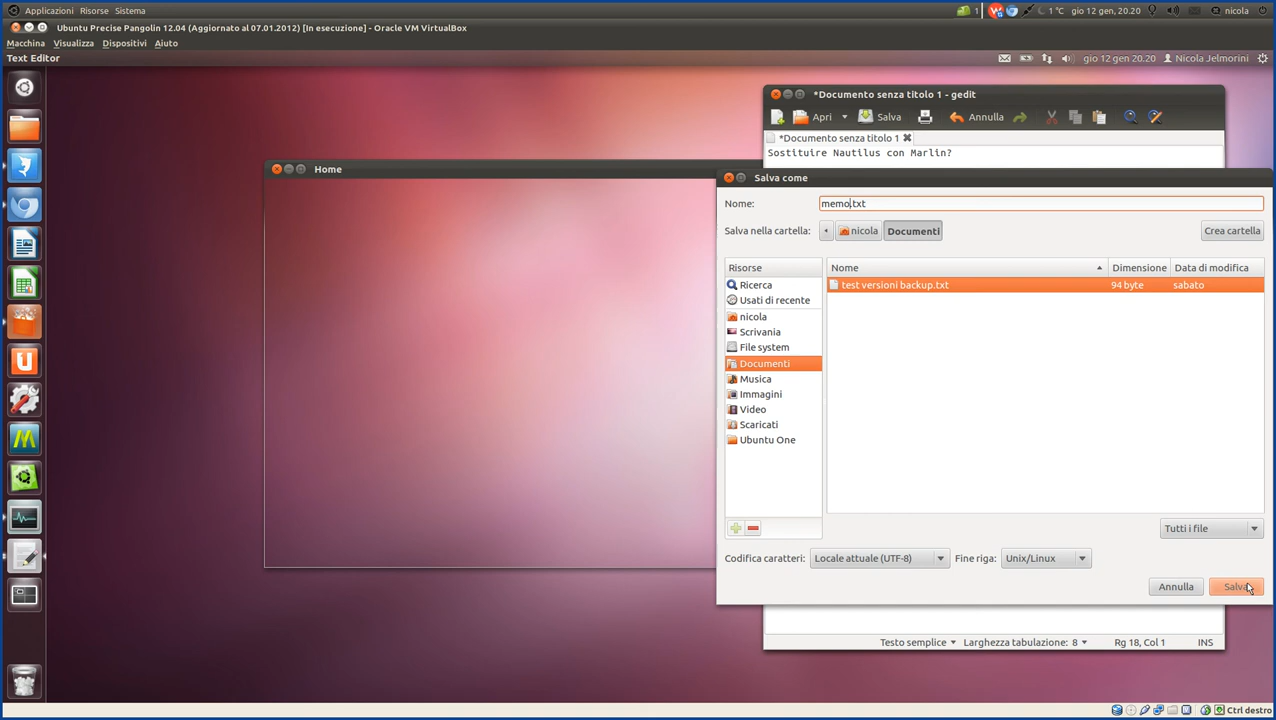 Applicazioni Risorse Sistema
1
1 °C
gio 12 gen, 20.20
nicola
Ubuntu Precise Pangolin 12.04 (Aggiornato al 07.01.2012) [In esecuzione] - Oracle VM VirtualBox
Macchina Visualizza Dispositivi Aiuto
Text Editor
gio 12 gen 20.20
Nicola Jelmorini
*Documento senza titolo 1 - gedit
Apri
Salva
Annulla
*Documento senza titolo 1
Sostituire Nautilus con Marlin?
Home
Salva come
Nome:
memo.txt
Salva nella cartella:
nicola
Documenti
Crea cartella
Risorse
Nome
Dimensione
Data di modifica
Ricerca
test versioni backup.txt
94 byte
sabato
Usati di recente
nicola
Scrivania
File system
Documenti
Musica
Immagini
Video
Scaricati
Ubuntu One
Tutti i file
Codifica caratteri:
Locale attuale (UTF-8)
Fine riga:
Unix/Linux
Annulla
Salva
Testo semplice
Larghezza tabulazione: 8
Rg 18, Col 1
INS
Ctrl destro